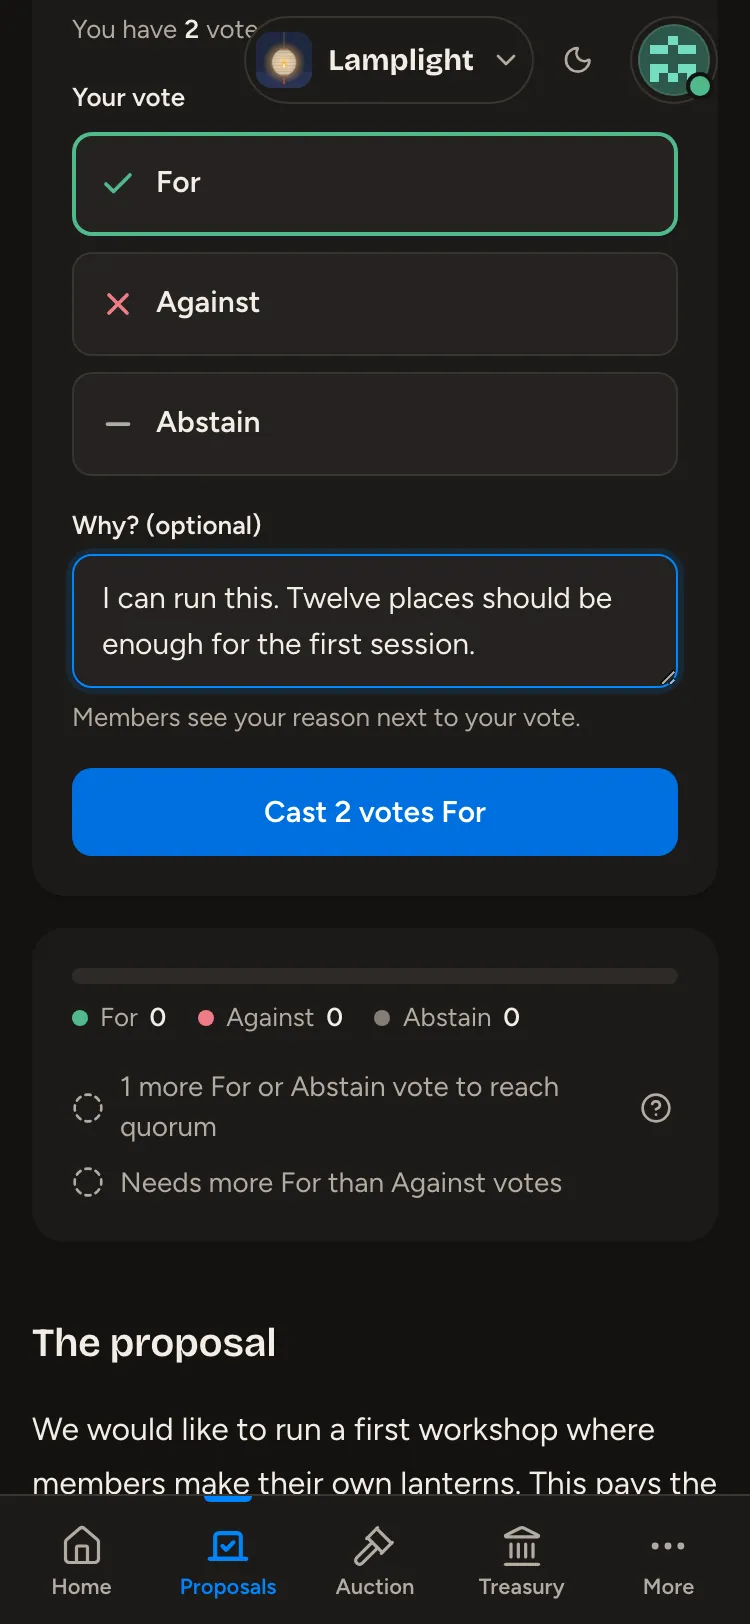 You have 2 vote
Lamplight
Your vote
For
Against
Abstain
Why? (optional)
I can run this. Twelve places should be
enough for the first session.
Members see your reason next to your vote.
Cast 2 votes For
For 0 Against 0 Abstain 0
1 more For or Abstain vote to reach
quorum
Needs more For than Against votes
The proposal
We would like to run a first workshop where
members make their own lanterns. This pays the
Home
Proposals
Auction
Treasury
More